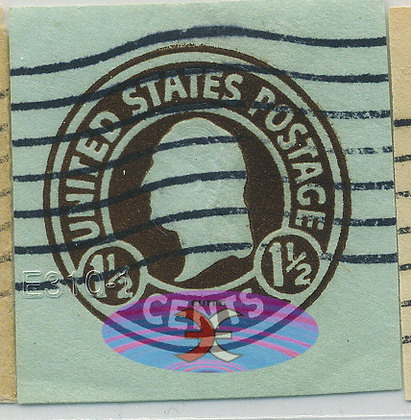 UNITED STATES POSTAGE
1½ 1½
CENTS
E310-1